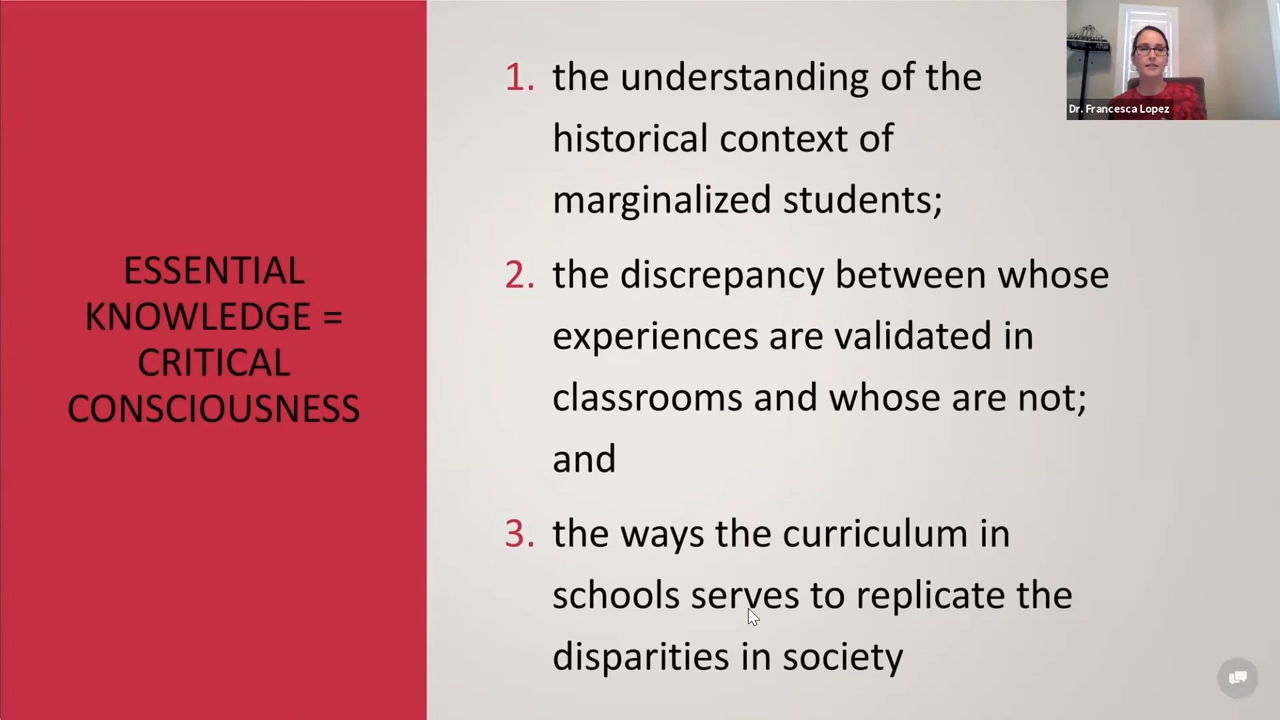 ESSENTIAL
KNOWLEDGE =
CRITICAL
CONSCIOUSNESS
1. the understanding of the
historical context of
marginalized students;
2. the discrepancy between whose
experiences are validated in
classrooms and whose are not;
and
3. the ways the curriculum in
schools serves to replicate the
disparities in society
Dr. Francesca Lopez